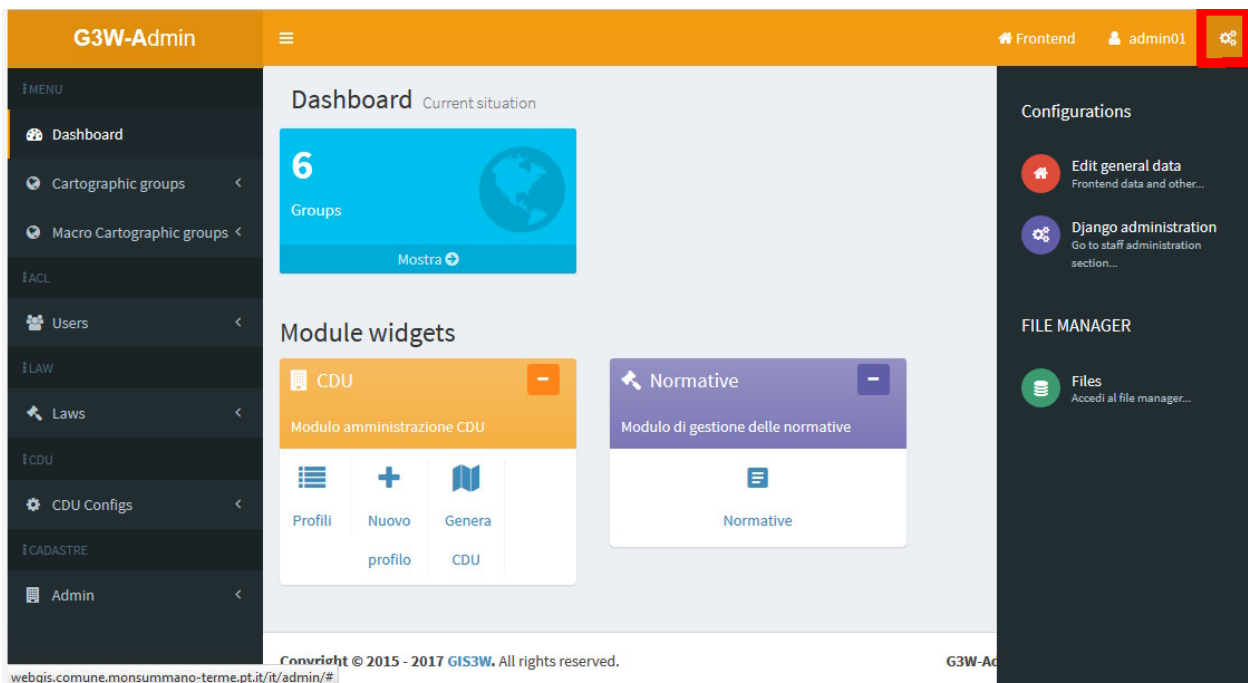 G3W-Admin
Frontend
admin01
MENU
Dashboard
Cartographic groups
Macro Cartographic groups
ACL
Users
LAW
Laws
CDU
CDU Configs
CADASTRE
Admin
Dashboard Current situation
6
Groups
Mostra
Module widgets
CDU
Modulo amministrazione CDU
Profili
Nuovo
profilo
Genera
CDU
Normative
Modulo di gestione delle normative
Normative
Configurations
Edit general data
Frontend data and other...
Django administration
Go to staff administration
section...
FILE MANAGER
Files
Accedi al file manager...
Copyright © 2015 - 2017 GIS3W. All rights reserved.
G3W-Ad
webgis.comune.monsummano-terme.pt.it/it/admin/#